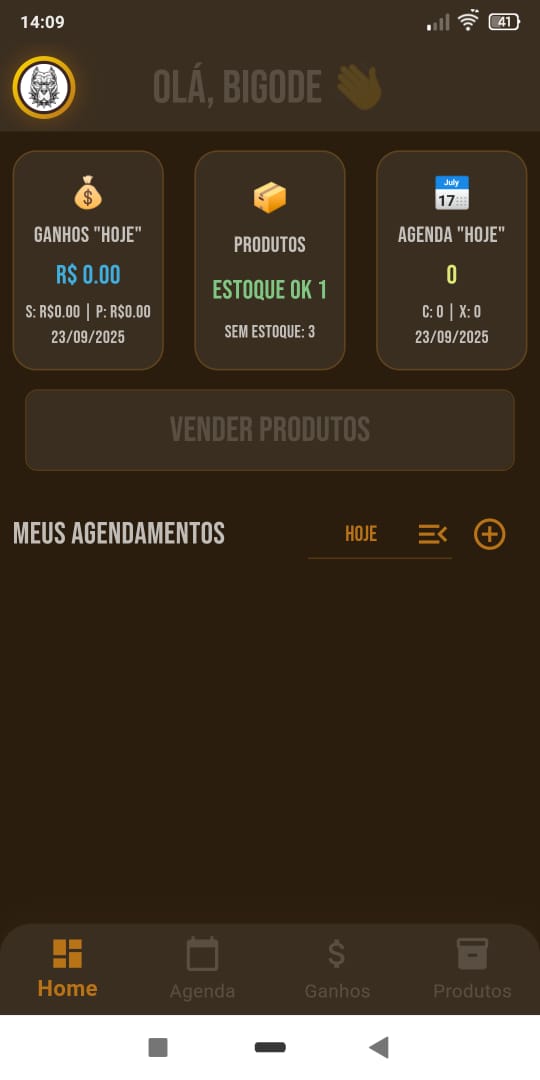 14:09
41
OLÁ, BIGODE 👋
GANHOS "HOJE"
R$ 0.00
S: R$0.00 | P: R$0.00
23/09/2025
PRODUTOS
ESTOQUE OK 1
SEM ESTOQUE: 3
July
17
AGENDA "HOJE"
0
C: 0 | X: 0
23/09/2025
VENDER PRODUTOS
MEUS AGENDAMENTOS
HOJE
Home
Agenda
Ganhos
Produtos